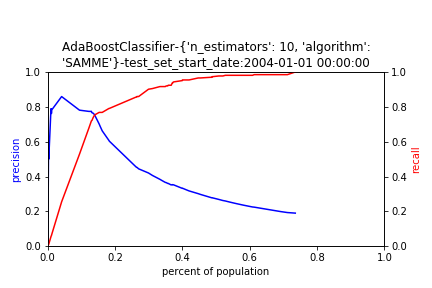 AdaBoostClassifier-{'n_estimators': 10, 'algorithm':
'SAMME'}-test_set_start_date:2004-01-01 00:00:00
1.0 1.0
0.8 0.8
0.6 0.6
precision recall
0.4 0.4
0.2 0.2
0.0 0.0
0.0 0.2 0.4 0.6 0.8 1.0
percent of population